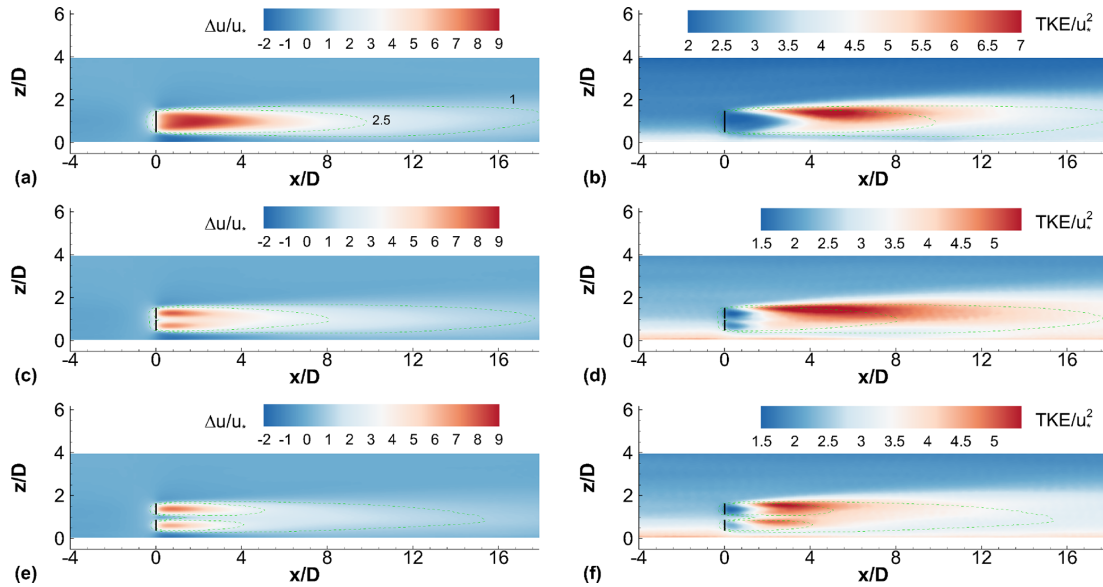 Δu/u*
-2 -1 0 1 2 3 4 5 6 7 8 9
z/D
6
4
2
0
1
2.5
-4 0 4 8 12 16
(a) x/D
TKE/u*²
2 2.5 3 3.5 4 4.5 5 5.5 6 6.5 7
z/D
6
4
2
0
-4 0 4 8 12 16
(b) x/D
Δu/u*
-2 -1 0 1 2 3 4 5 6 7 8 9
z/D
6
4
2
0
-4 0 4 8 12 16
(c) x/D
TKE/u*²
1.5 2 2.5 3 3.5 4 4.5 5
z/D
6
4
2
0
-4 0 4 8 12 16
(d) x/D
Δu/u*
-2 -1 0 1 2 3 4 5 6 7 8 9
z/D
6
4
2
0
-4 0 4 8 12 16
(e) x/D
TKE/u*²
1.5 2 2.5 3 3.5 4 4.5 5
z/D
6
4
2
0
-4 0 4 8 12 16
(f) x/D